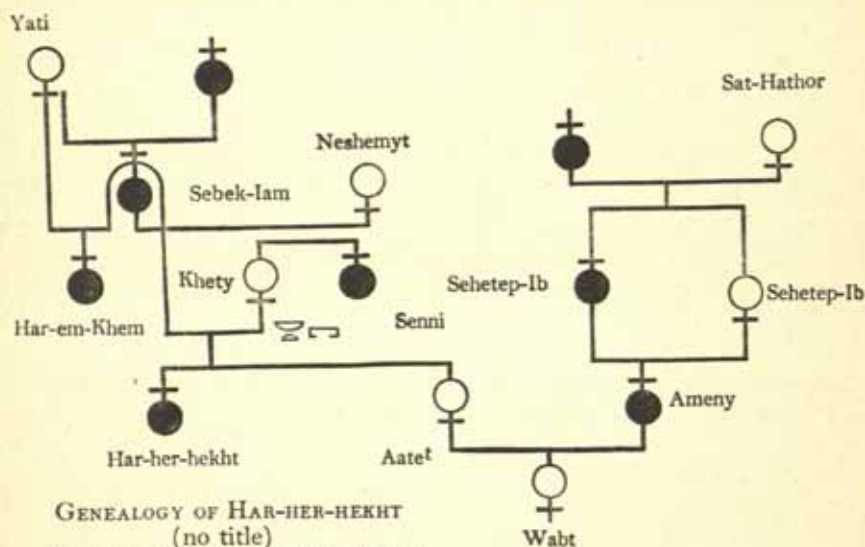 Yati
Sat-Hathor
Neshemyt
Sebek-Iam
Khety
Sehetep-Ib
Sehetep-Ib
Har-em-Khem
Senni
Ameny
Har-her-hekht
Aatet
GENEALOGY OF HAR-HER-HEKHT
(no title)
Wabt